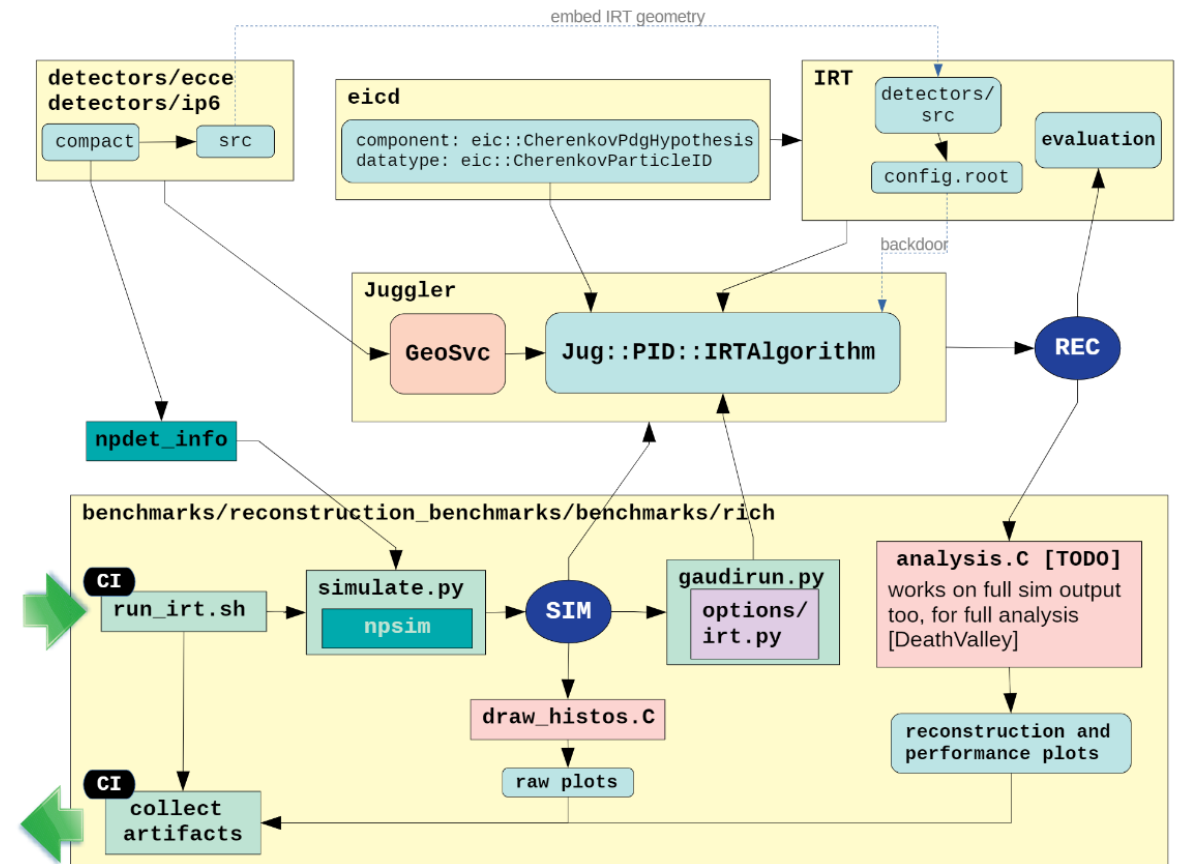 embed IRT geometry
detectors/ecce
detectors/ip6
compact
src
eicd
component: eic::CherenkovPdgHypothesis
datatype: eic::CherenkovParticleID
IRT
detectors/
src
config.root
evaluation
backdoor
Juggler
GeoSvc
Jug::PID::IRTAlgorithm
REC
npdet_info
benchmarks/reconstruction_benchmarks/benchmarks/rich
CI
run_irt.sh
simulate.py
npsim
SIM
gaudirun.py
options/
irt.py
analysis.C [TODO]
works on full sim output
too, for full analysis
[DeathValley]
draw_histos.C
raw plots
reconstruction and
performance plots
CI
collect
artifacts